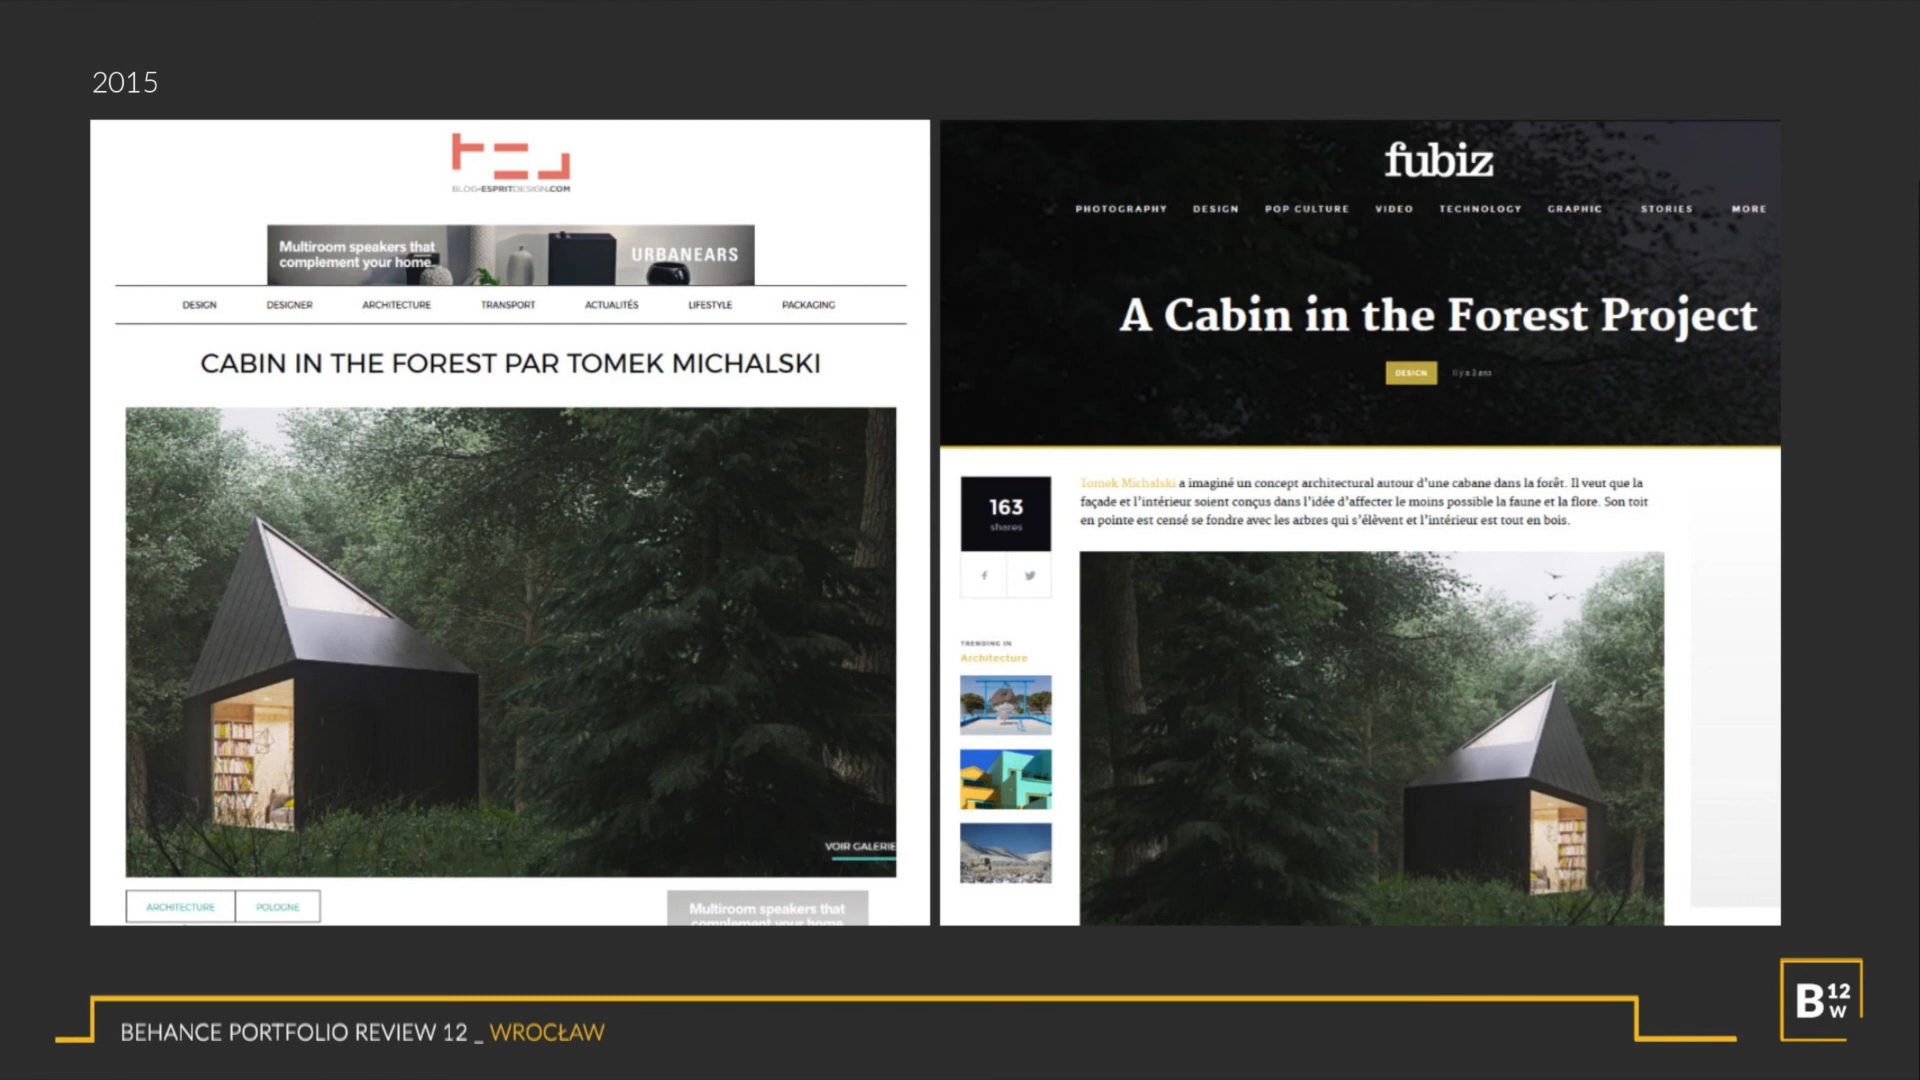 2015
BLOG-ESPRITDESIGN.COM
Multiroom speakers that
complement your home
URBANEARS
DESIGN DESIGNER ARCHITECTURE TRANSPORT ACTUALITÉS LIFESTYLE PACKAGING
CABIN IN THE FOREST PAR TOMEK MICHALSKI
VOIR GALERIE
ARCHITECTURE POLOGNE
Multiroom speakers that
complement your home
fubiz
PHOTOGRAPHY DESIGN POP CULTURE VIDEO TECHNOLOGY GRAPHIC STORIES MORE
A Cabin in the Forest Project
DESIGN
163
shares
Tomek Michalski a imaginé un concept architectural autour d'une cabane dans la forêt. Il veut que la
façade et l'intérieur soient conçus dans l'idée d'affecter le moins possible la faune et la flore. Son toit
en pointe est censé se fondre avec les arbres qui s'élèvent et l'intérieur est tout en bois.
TRENDING IN
Architecture
BEHANCE PORTFOLIO REVIEW 12 _ WROCŁAW
B 12
W